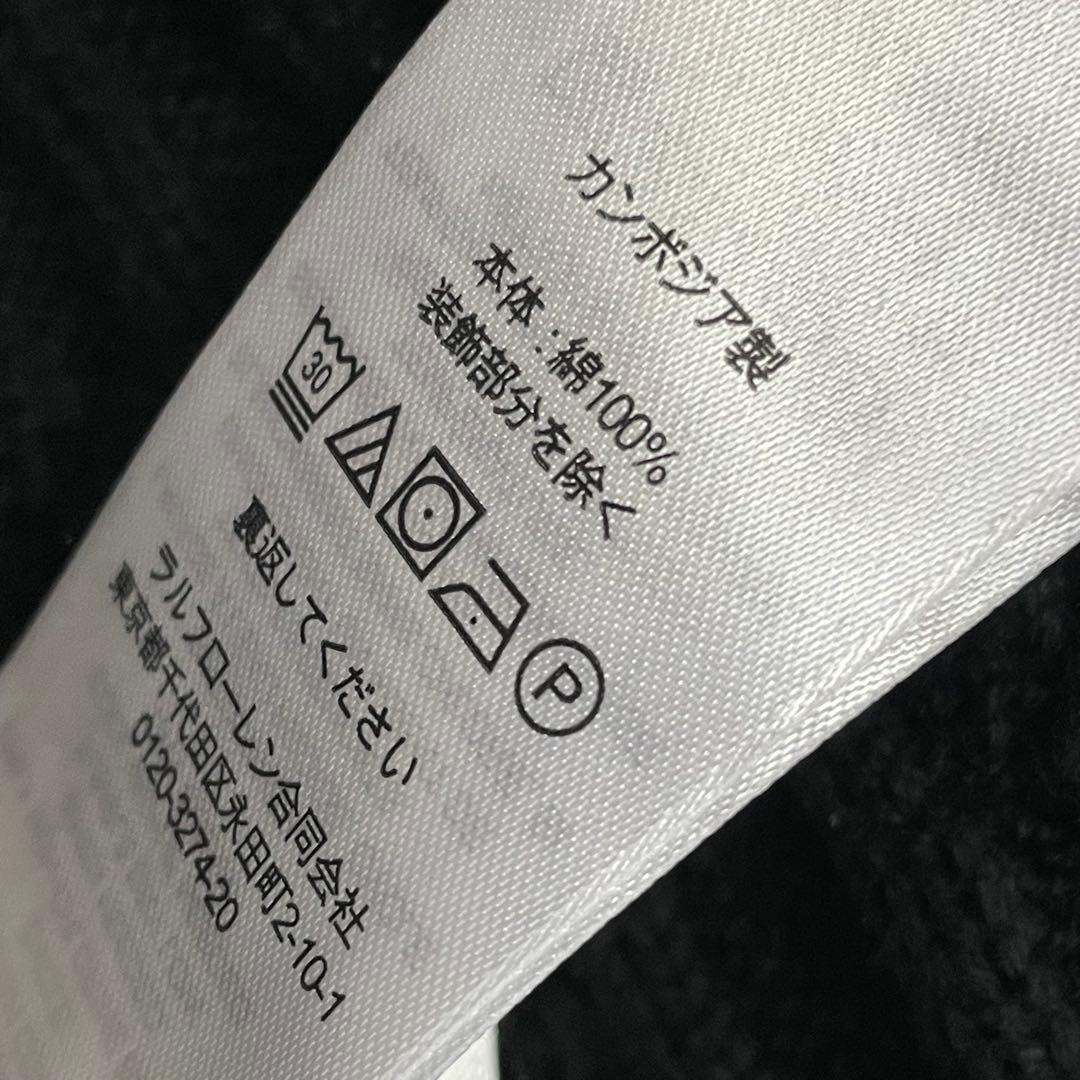 カンボジア製
本体 : 綿100%
装飾部分を除く
30
P
裏返してください
ラルフローレン合同会社
東京都千代田区永田町2-10-1
0120-3274-20